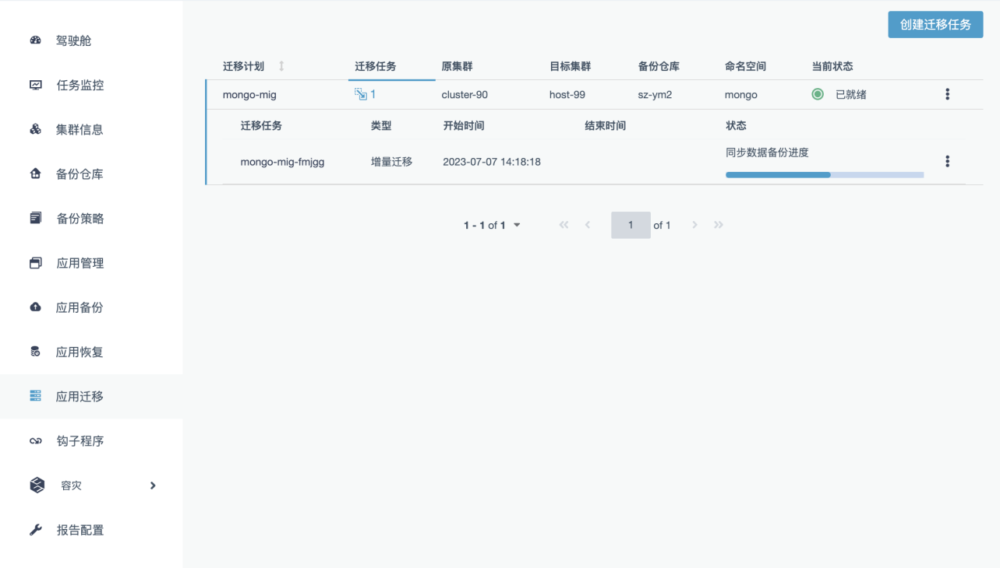 驾驶舱
任务监控
集群信息
备份仓库
备份策略
应用管理
应用备份
应用恢复
应用迁移
钩子程序
容灾
报告配置
创建迁移任务
迁移计划 迁移任务 原集群 目标集群 备份仓库 命名空间 当前状态
mongo-mig 1 cluster-90 host-99 sz-ym2 mongo 已就绪
迁移任务 类型 开始时间 结束时间 状态
mongo-mig-fmjgg 增量迁移 2023-07-07 14:18:18 同步数据备份进度
1 - 1 of 1 1 of 1